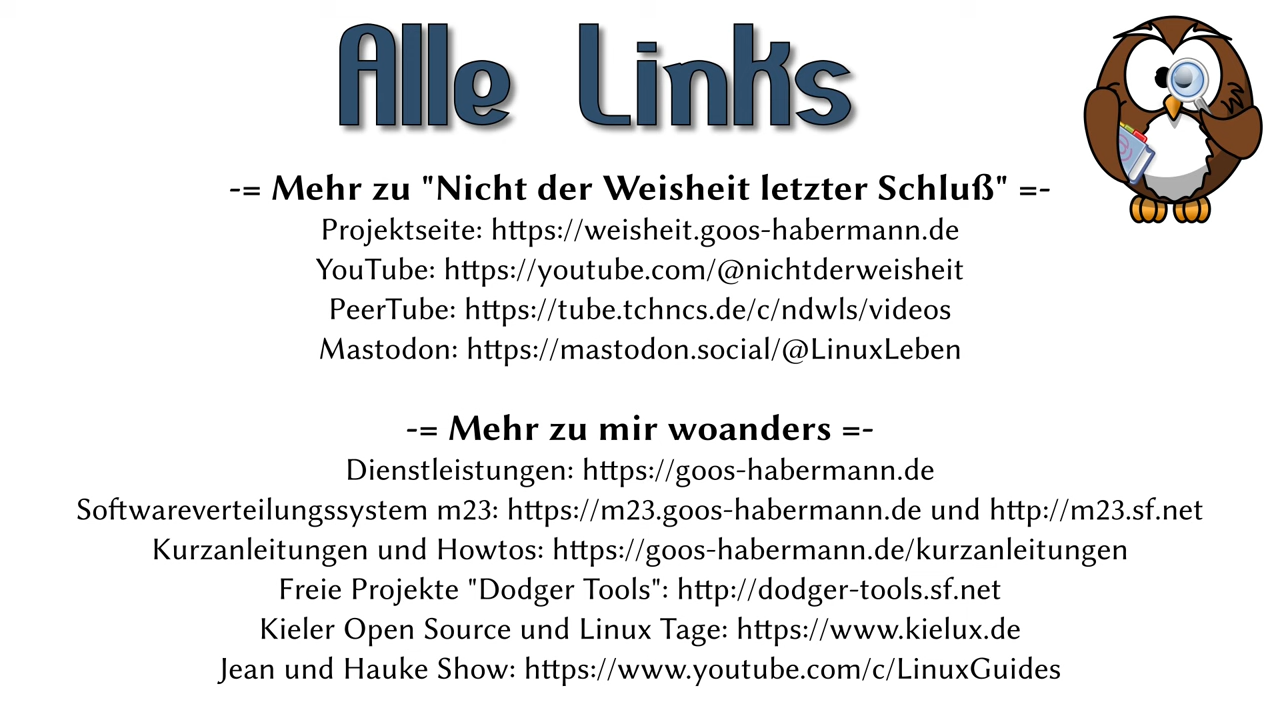 Alle Links
-= Mehr zu "Nicht der Weisheit letzter Schluß" =-
Projektseite: https://weisheit.goos-habermann.de
YouTube: https://youtube.com/@nichtderweisheit
PeerTube: https://tube.tchncs.de/c/ndwls/videos
Mastodon: https://mastodon.social/@LinuxLeben
-= Mehr zu mir woanders =-
Dienstleistungen: https://goos-habermann.de
Softwareverteilungssystem m23: https://m23.goos-habermann.de und http://m23.sf.net
Kurzanleitungen und Howtos: https://goos-habermann.de/kurzanleitungen
Freie Projekte "Dodger Tools": http://dodger-tools.sf.net
Kieler Open Source und Linux Tage: https://www.kielux.de
Jean und Hauke Show: https://www.youtube.com/c/LinuxGuides